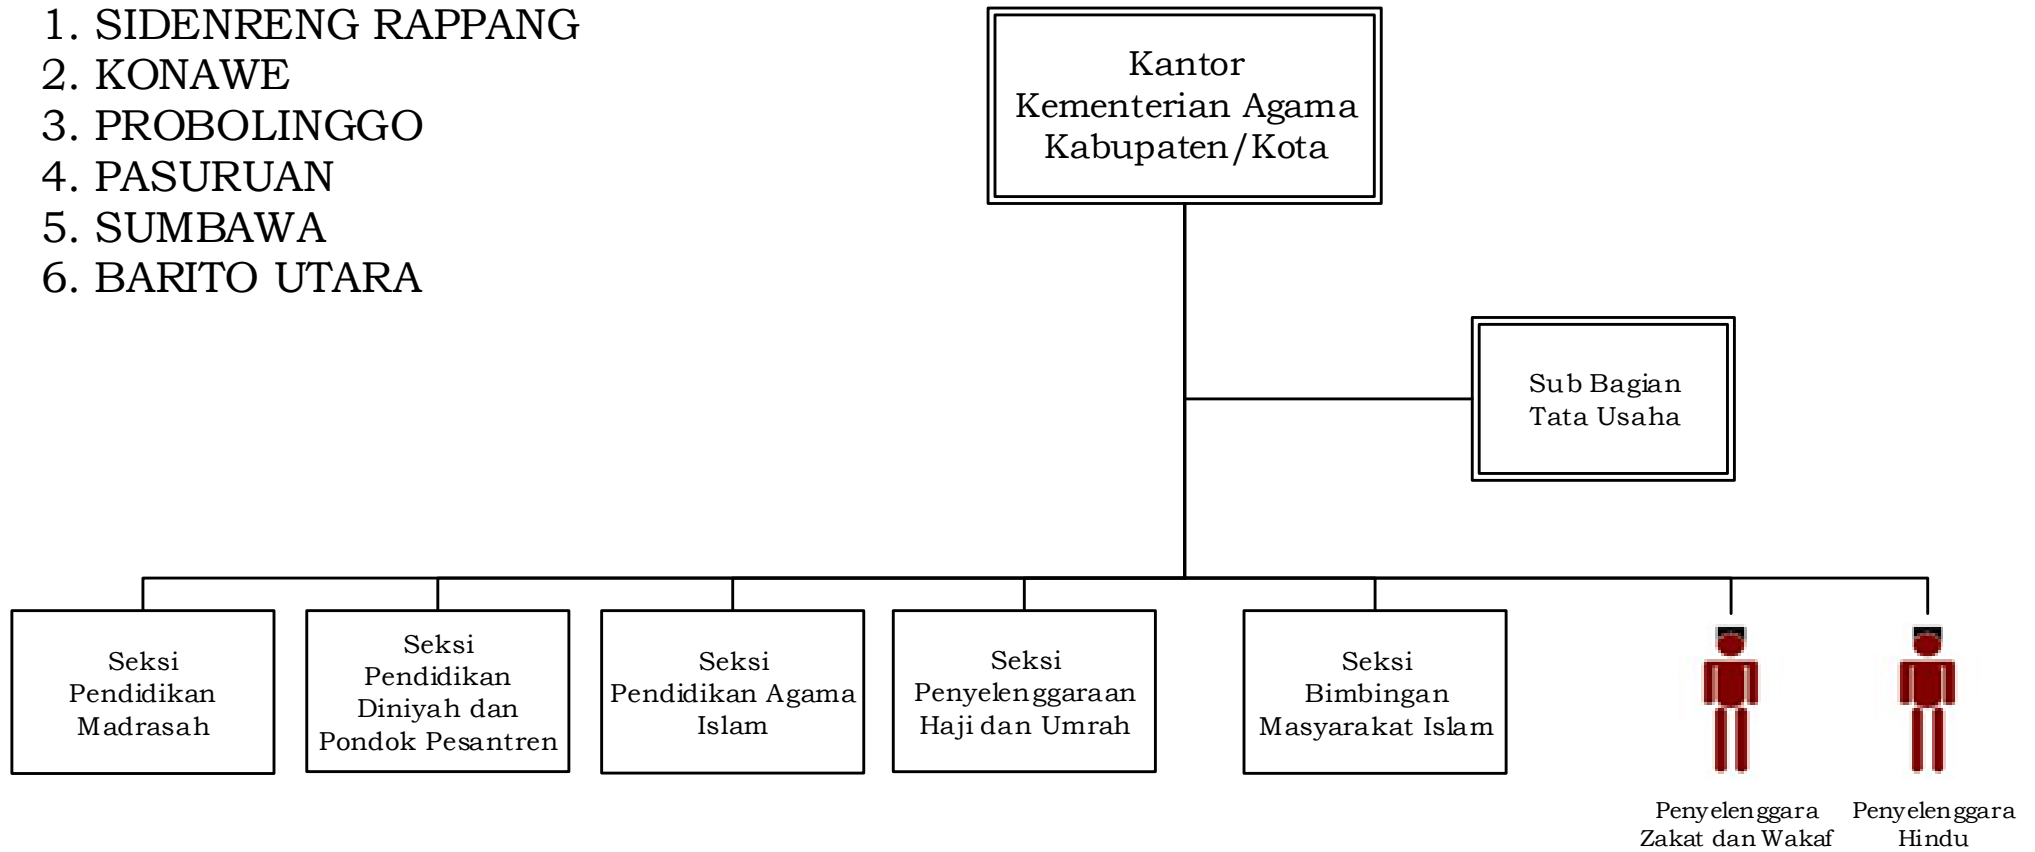 1. SIDENRENG RAPPANG
2. KONAWE
3. PROBOLINGGO
4. PASURUAN
5. SUMBAWA
6. BARITO UTARA
Kantor
Kementerian Agama
Kabupaten/Kota
Sub Bagian
Tata Usaha
Seksi
Pendidikan
Madrasah
Seksi
Pendidikan
Diniyah dan
Pondok Pesantren
Seksi
Pendidikan Agama
Islam
Seksi
Penyelenggaraan
Haji dan Umrah
Seksi
Bimbingan
Masyarakat Islam
Penyelenggara
Zakat dan Wakaf
Penyelenggara
Hindu